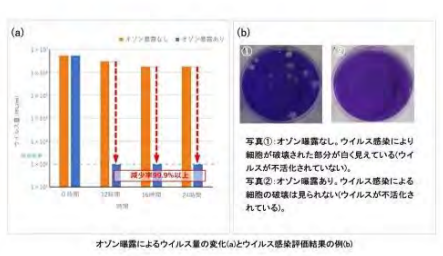 (a)
オゾン曝露なし オゾン曝露あり
ウイルス量
減少率99.9%以上
0時間 12時間 16時間 24時間
時間
(b)
写真①:オゾン曝露なし。ウイルス感染により
細胞が破壊された部分が白く見えている(ウイ
ルスが不活化されていない)。
写真②:オゾン曝露あり。ウイルス感染による
細胞の破壊は見られない(ウイルスが不活化さ
れている)。
オゾン曝露によるウイルス量の変化(a)とウイルス感染評価結果の例(b)